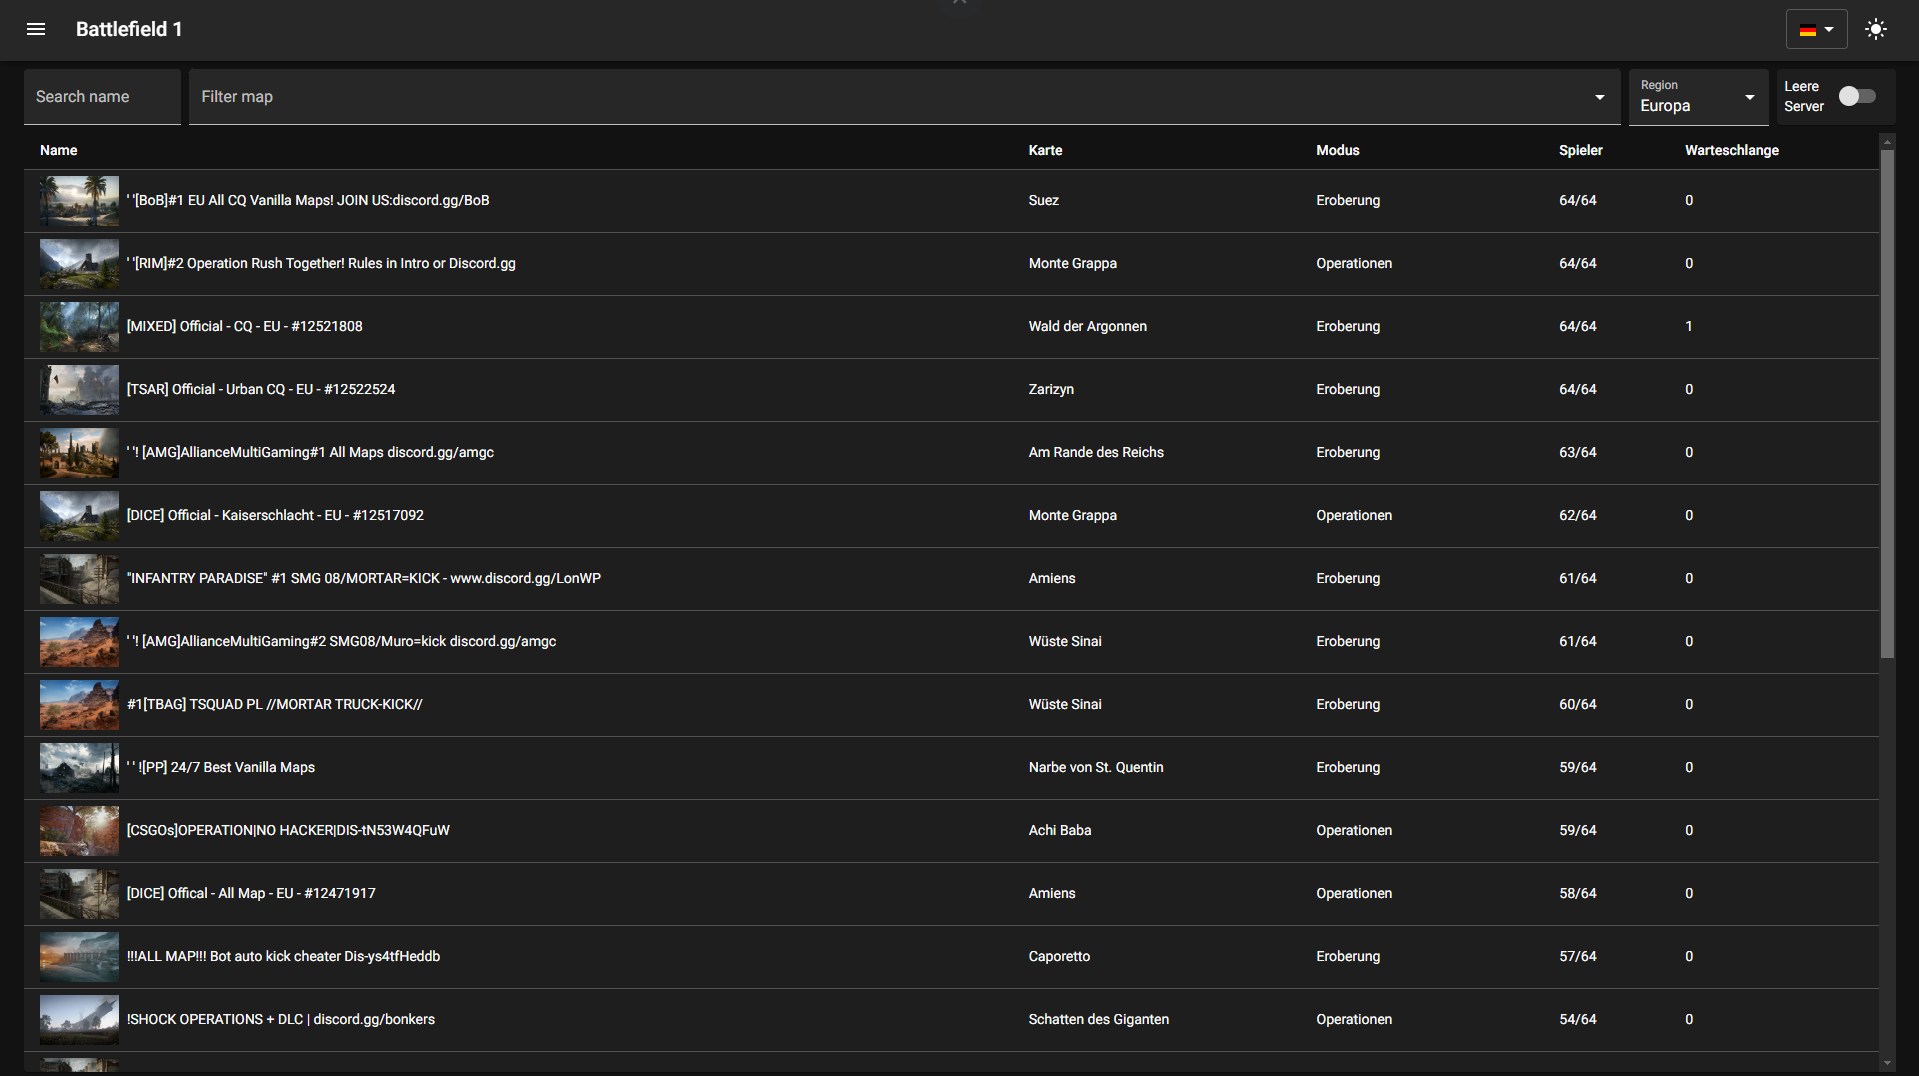 Battlefield 1
Search name
Filter map
Region
Europa
Leere
Server
Name Karte Modus Spieler Warteschlange
' '[BoB]#1 EU All CQ Vanilla Maps! JOIN US:discord.gg/BoB Suez Eroberung 64/64 0
' '[RIM]#2 Operation Rush Together! Rules in Intro or Discord.gg Monte Grappa Operationen 64/64 0
[MIXED] Official - CQ - EU - #12521808 Wald der Argonnen Eroberung 64/64 1
[TSAR] Official - Urban CQ - EU - #12522524 Zarizyn Eroberung 64/64 0
' '! [AMG]AllianceMultiGaming#1 All Maps discord.gg/amgc Am Rande des Reichs Eroberung 63/64 0
[DICE] Official - Kaiserschlacht - EU - #12517092 Monte Grappa Operationen 62/64 0
"INFANTRY PARADISE" #1 SMG 08/MORTAR=KICK - www.discord.gg/LonWP Amiens Eroberung 61/64 0
' '! [AMG]AllianceMultiGaming#2 SMG08/Muro=kick discord.gg/amgc Wüste Sinai Eroberung 61/64 0
#1[TBAG] TSQUAD PL //MORTAR TRUCK-KICK// Wüste Sinai Eroberung 60/64 0
' ' ![PP] 24/7 Best Vanilla Maps Narbe von St. Quentin Eroberung 59/64 0
[CSGOs]OPERATION|NO HACKER|DIS-tN53W4QFuW Achi Baba Operationen 59/64 0
[DICE] Offical - All Map - EU - #12471917 Amiens Operationen 58/64 0
!!!ALL MAP!!! Bot auto kick cheater Dis-ys4tfHeddb Caporetto Eroberung 57/64 0
!SHOCK OPERATIONS + DLC | discord.gg/bonkers Schatten des Giganten Operationen 54/64 0